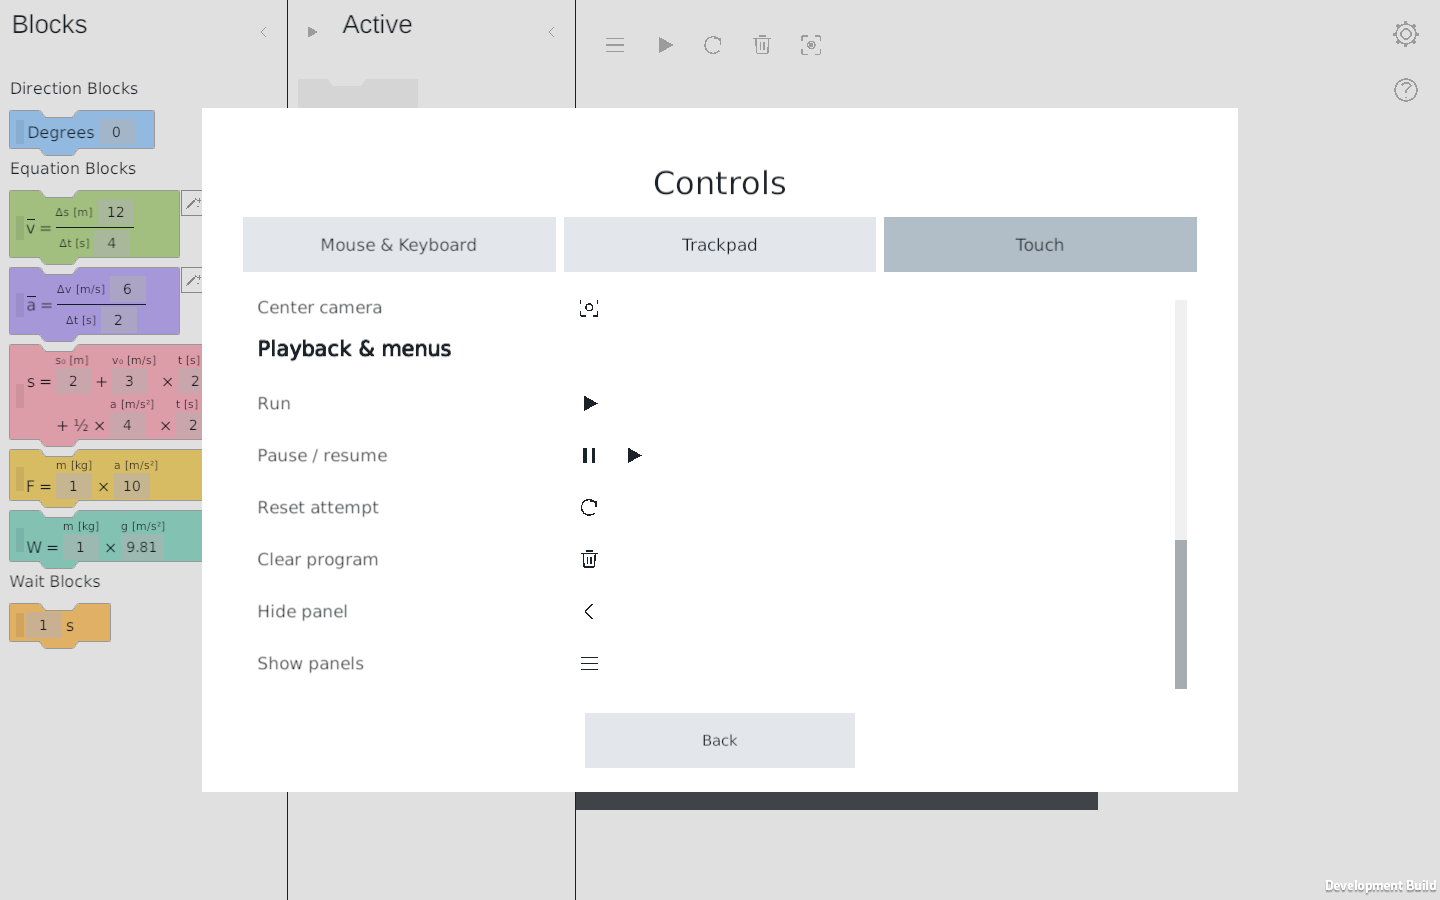 Blocks
Active
Direction Blocks
Degrees 0
Equation Blocks
v = Δs [m] 12
Δt [s] 4
a = Δv [m/s] 6
Δt [s] 2
s₀ [m] v₀ [m/s] t [s]
s = 2 + 3 × 2
a [m/s²] t [s]
+ ½ × 4 × 2
m [kg] a [m/s²]
F = 1 × 10
m [kg] g [m/s²]
W = 1 × 9.81
Wait Blocks
1 s
Controls
Mouse & Keyboard
Trackpad
Touch
Center camera
Playback & menus
Run
Pause / resume
Reset attempt
Clear program
Hide panel
Show panels
Back
Development Build